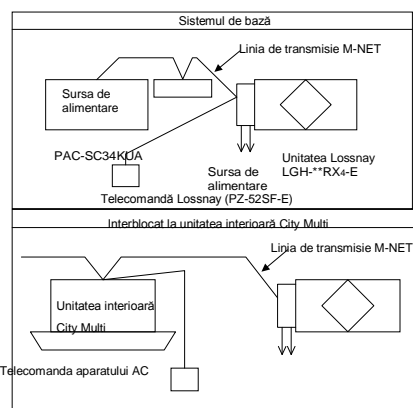 Sistemul de bază
Linia de transmisie M-NET
Sursa de
alimentare
PAC-SC34KUA
Sursa de
alimentare
Unitatea Lossnay
LGH-**RX4-E
Telecomandă Lossnay (PZ-52SF-E)
Interblocat la unitatea interioară City Multi
Linia de transmisie M-NET
Unitatea interioară
City Multi
Telecomanda aparatului AC